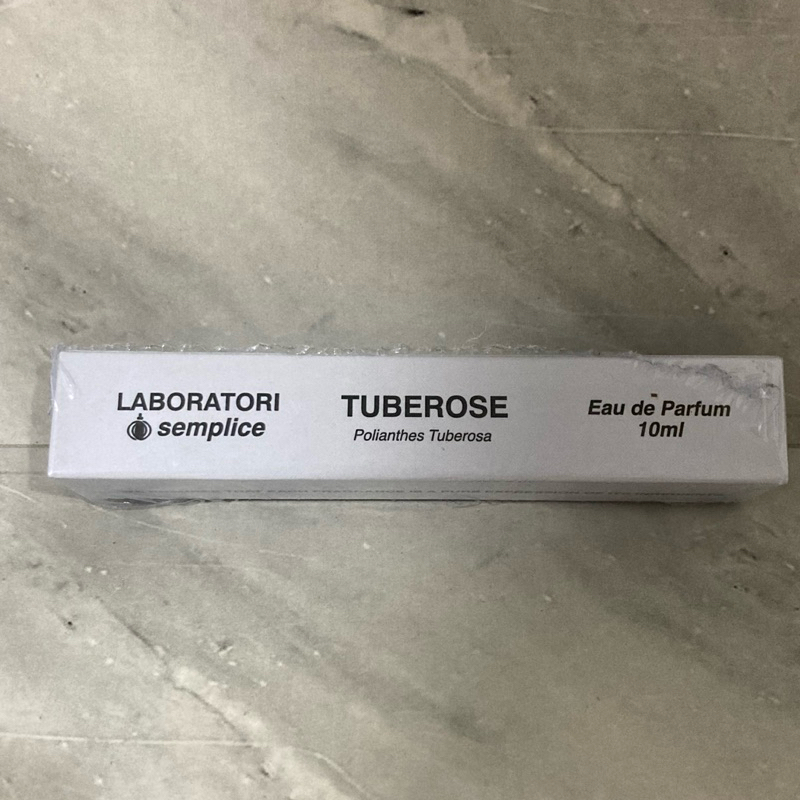 LABORATORI
semplice
TUBEROSE
Polianthes Tuberosa
Eau de Parfum
10ml